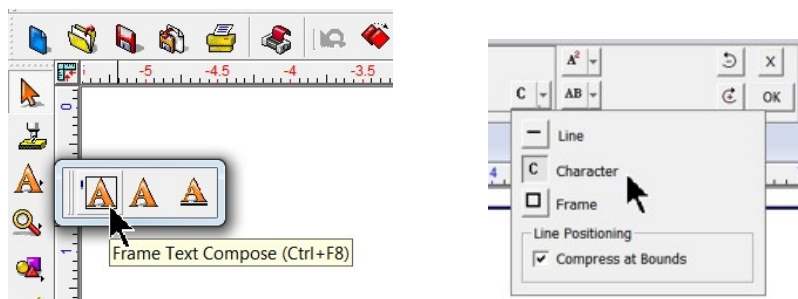 -5 -4.5 -4 -3.5
0
A A A
A
Frame Text Compose (Ctrl+F8)
A² X
C AB OK
4
Line
C Character
Frame
Line Positioning
Compress at Bounds